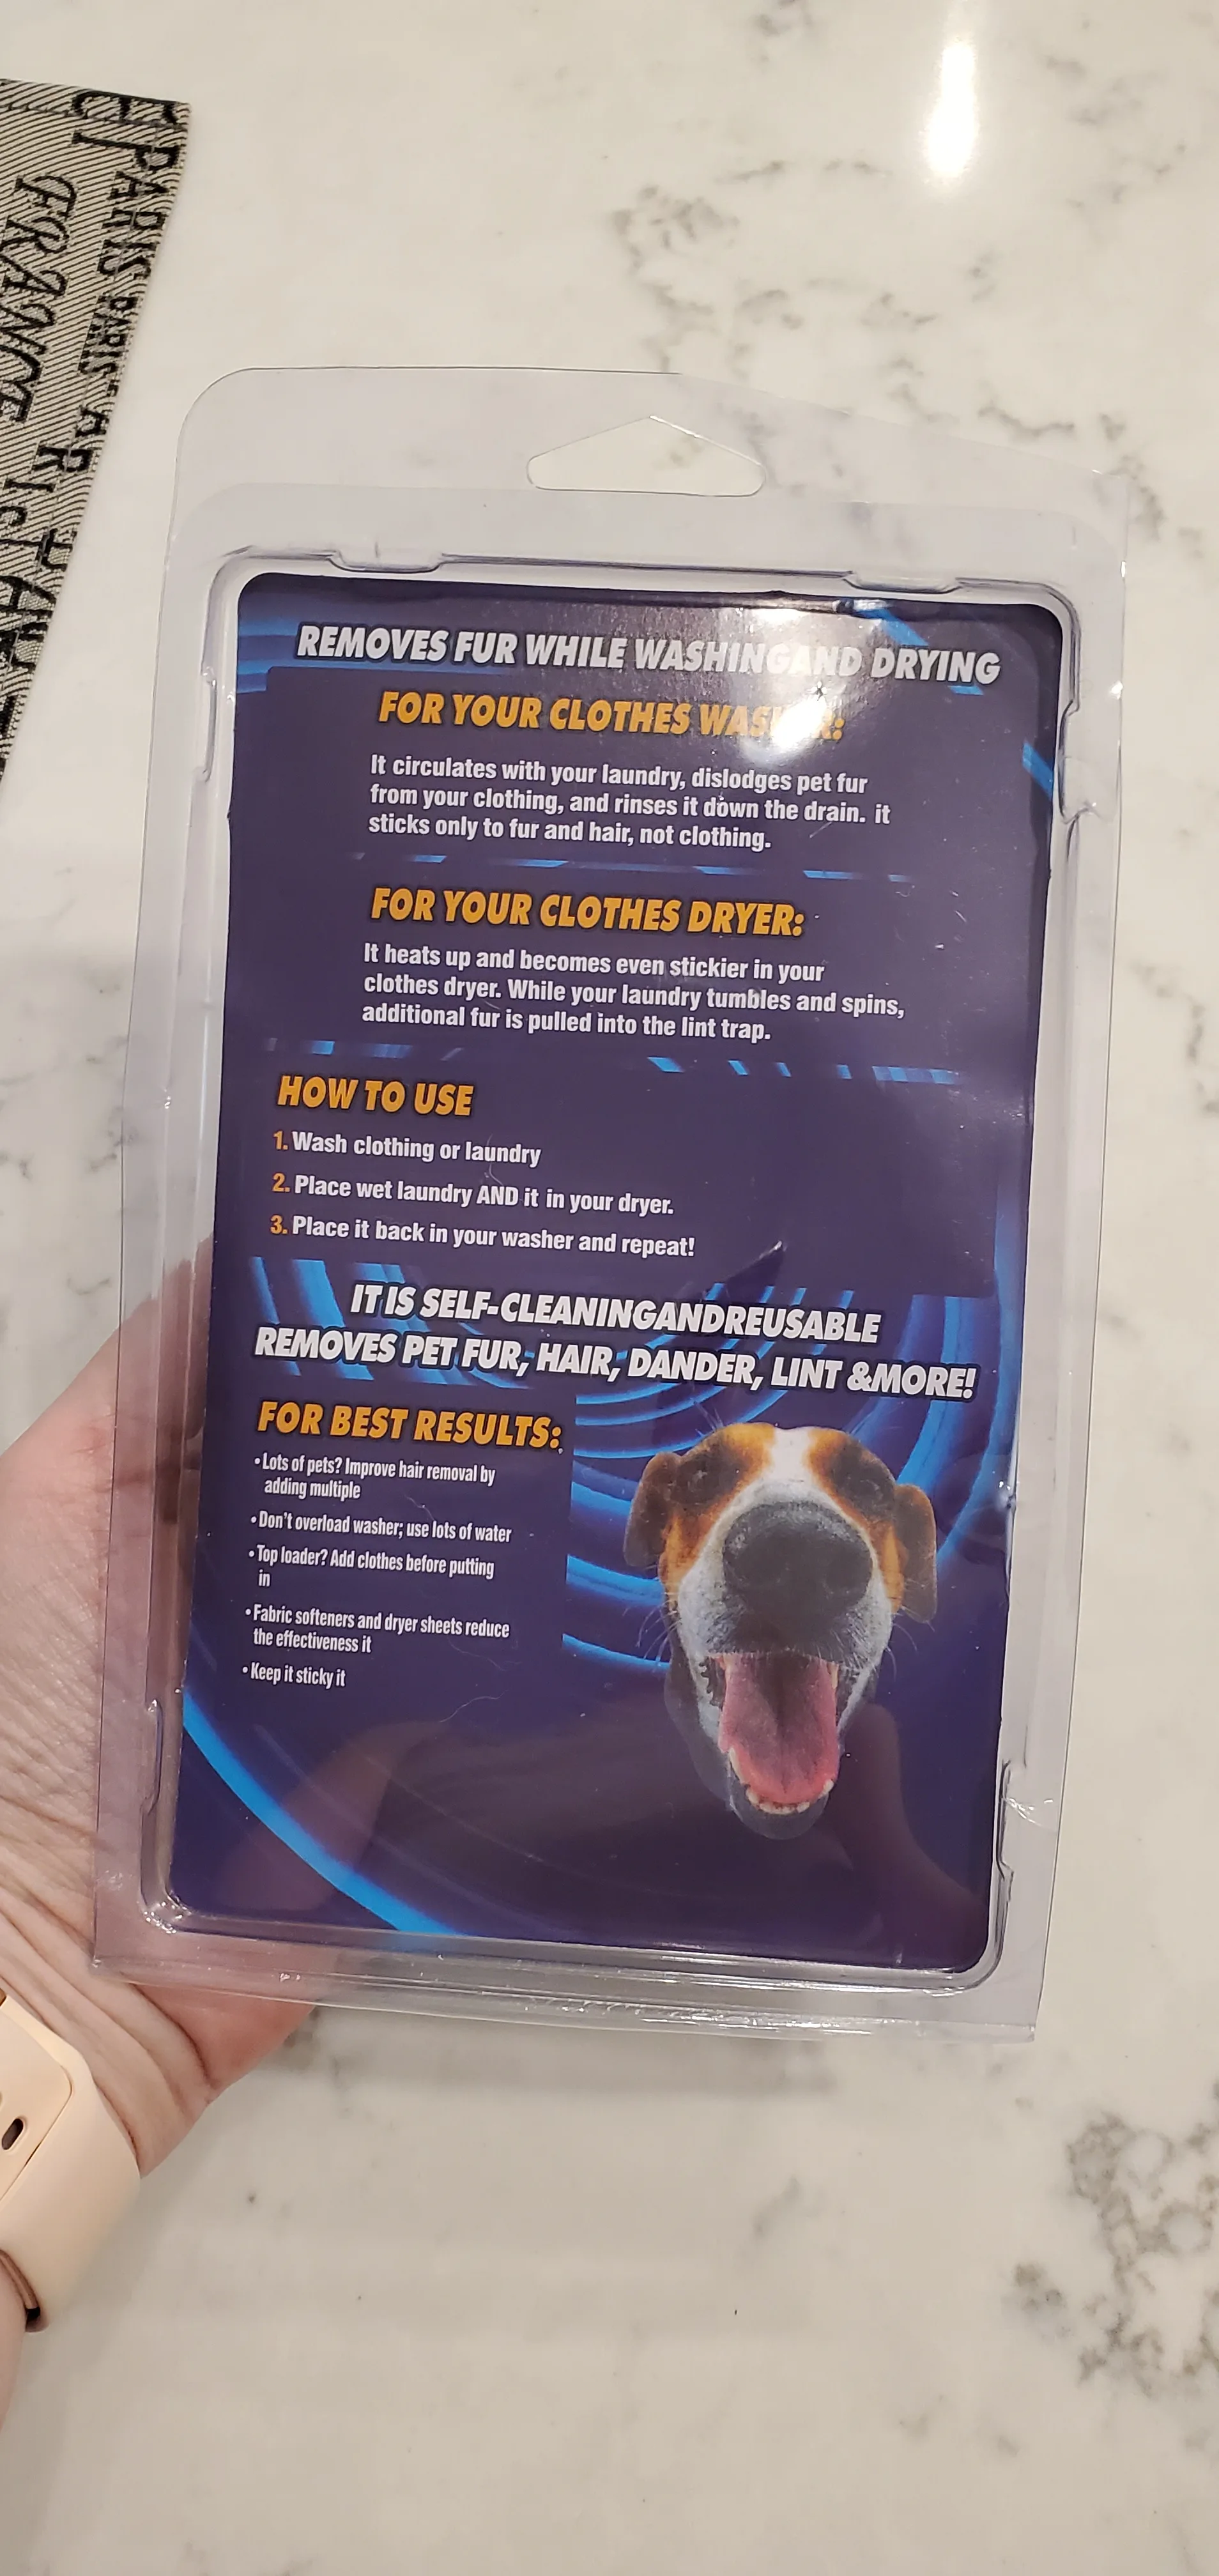 REMOVES FUR WHILE WASHINGAND DRYING
FOR YOUR CLOTHES
It circulates with your laundry, dislodges pet fur
from your clothing, and rinses it down the drain. it
sticks only to fur and hair, not clothing.
FOR YOUR CLOTHES DRYER:
It heats up and becomes even stickier in your
clothes dryer. While your laundry tumbles and spins,
additional fur is pulled into the lint trap.
HOW TO USE
1. Wash clothing or laundry
2. Place wet laundry AND it in your dryer.
3. Place it back in your washer and repeat!
IT IS SELF-CLEANINGANDREUSABLE
REMOVES PET FUR, HAIR, DANDER, LINT &MORE!
FOR BEST RESULTS:
• Lots of pets? Improve hair removal by
adding multiple
• Don't overload washer; use lots of water
• Top loader? Add clothes before putting
in
• Fabric softeners and dryer sheets reduce
the effectiveness it
• Keep it sticky it
PARIS
PARIS PARIS
FRANCE